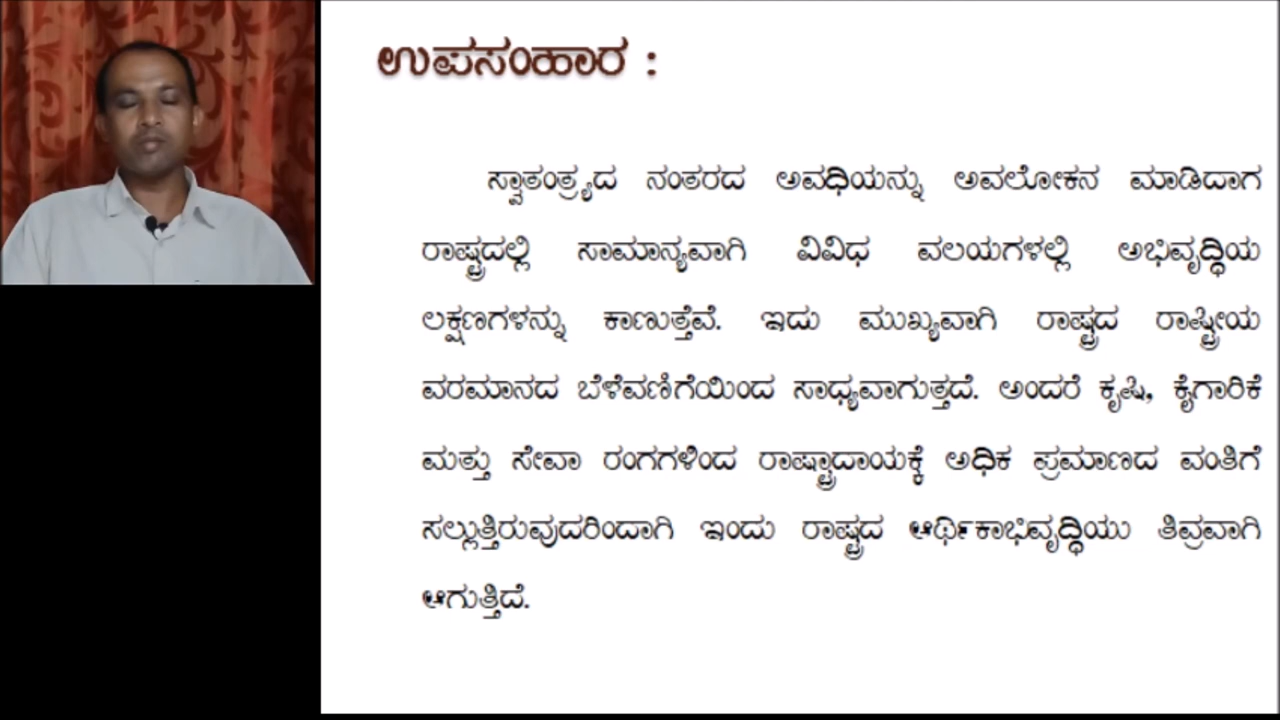 ಉಪಸಂಹಾರ :
ಸ್ವಾತಂತ್ರ್ಯದ ನಂತರದ ಅವಧಿಯನ್ನು ಅವಲೋಕನ ಮಾಡಿದಾಗ
ರಾಷ್ಟ್ರದಲ್ಲಿ ಸಾಮಾನ್ಯವಾಗಿ ವಿವಿಧ ವಲಯಗಳಲ್ಲಿ ಅಭಿವೃದ್ಧಿಯ
ಲಕ್ಷಣಗಳನ್ನು ಕಾಣುತ್ತೆವೆ. ಇದು ಮುಖ್ಯವಾಗಿ ರಾಷ್ಟ್ರದ ರಾಷ್ಟ್ರೀಯ
ವರಮಾನದ ಬೆಳೆವಣಿಗೆಯಿಂದ ಸಾಧ್ಯವಾಗುತ್ತದೆ. ಅಂದರೆ ಕೃಷಿ, ಕೈಗಾರಿಕೆ
ಮತ್ತು ಸೇವಾ ರಂಗಗಳಿಂದ ರಾಷ್ಟ್ರಾದಾಯಕ್ಕೆ ಅಧಿಕ ಪ್ರಮಾಣದ ವಂತಿಗೆ
ಸಲ್ಲುತ್ತಿರುವುದರಿಂದಾಗಿ ಇಂದು ರಾಷ್ಟ್ರದ ಆರ್ಥಿಕಾಭಿವೃದ್ಧಿಯು ತಿವ್ರವಾಗಿ
ಆಗುತ್ತಿದೆ.